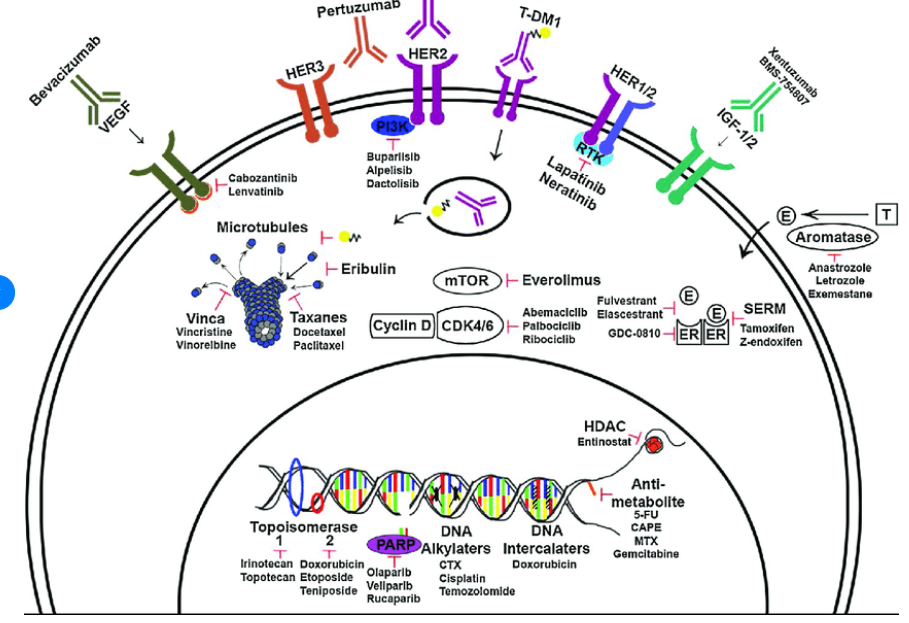 Pertuzumab
T-DM1
Bevacizumab
VEGF
HER3
HER2
HER1/2
Xentuzumab
BMS-754807
IGF-1/2
PI3K
Buparlisib
Alpelisib
Dactolisib
RTK
Lapatinib
Neratinib
Cabozantinib
Lenvatinib
E
T
Aromatase
Anastrozole
Letrozole
Exemestane
Microtubules
Eribulin
Vinca
Vincristine
Vinorelbine
Taxanes
Docetaxel
Paclitaxel
mTOR
Everolimus
Cyclin D
CDK4/6
Abemaciclib
Palbociclib
Ribociclib
Fulvestrant
Elascestrant
GDC-0810
E
E
ER
ER
SERM
Tamoxifen
Z-endoxifen
HDAC
Entinostat
Anti-
metabolite
5-FU
CAPE
MTX
Gemcitabine
Topoisomerase
1
2
Irinotecan
Topotecan
Doxorubicin
Etoposide
Teniposide
PARP
Olaparib
Veliparib
Rucaparib
DNA
Alkylaters
CTX
Cisplatin
Temozolomide
DNA
Intercalaters
Doxorubicin